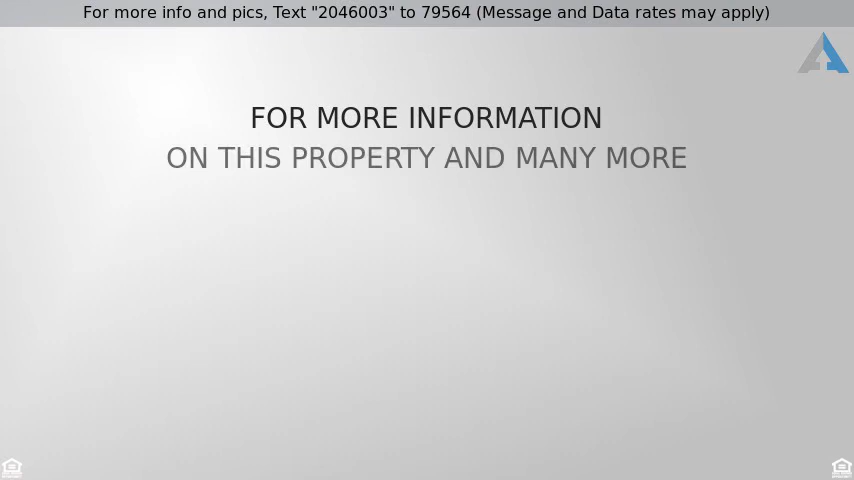 For more info and pics, Text "2046003" to 79564 (Message and Data rates may apply)
FOR MORE INFORMATION
ON THIS PROPERTY AND MANY MORE